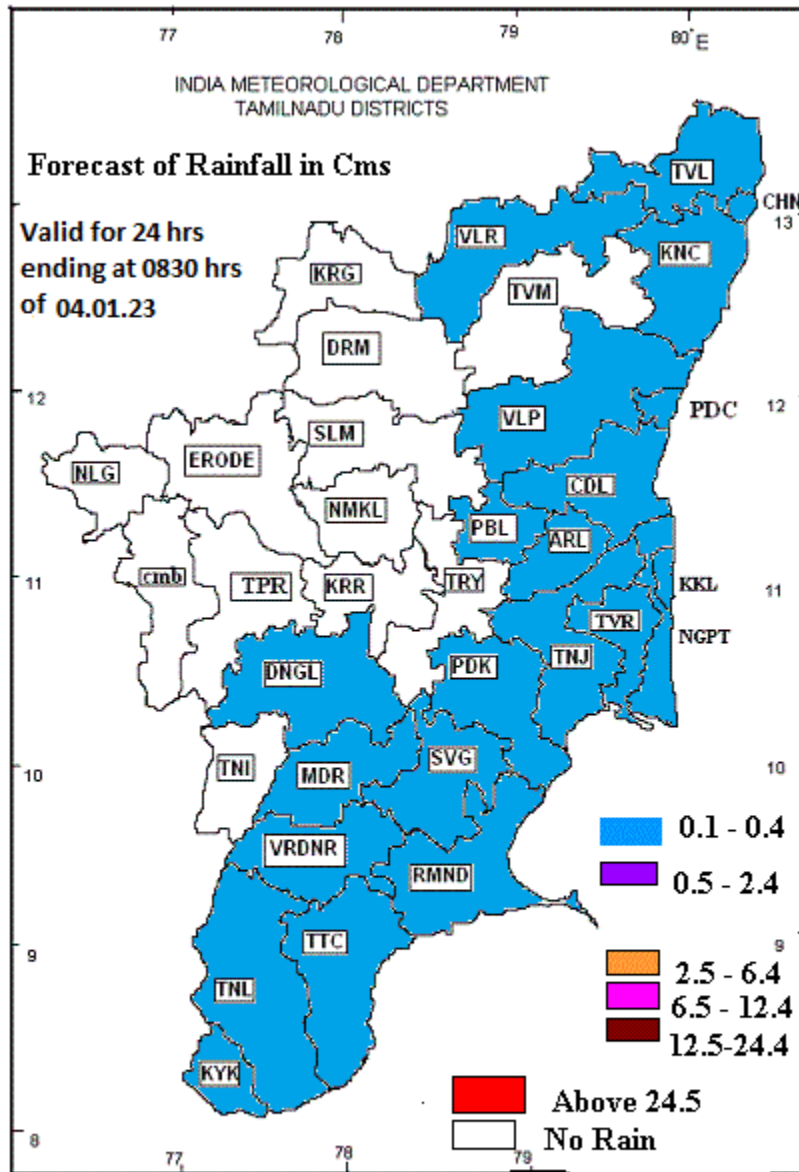 77 78 79 80°E
INDIA METEOROLOGICAL DEPARTMENT
TAMILNADU DISTRICTS
Forecast of Rainfall in Cms
TVL
CHN
13
Valid for 24 hrs
ending at 0830 hrs
of 04.01.23
VLR
KNC
KRG
TVM
DRM
12
12
PDC
VLP
SLM
ERODE
NLG
CDL
NMKL
PBL
ARL
11
cmb
TPR
KRR
TRY
KKL
11
TVR
NGPT
DNGL
PDK
TNJ
10
TNI
MDR
SVG
10
0.1 - 0.4
VRDNR
RMND
0.5 - 2.4
9
TTC
9
2.5 - 6.4
TNL
6.5 - 12.4
12.5-24.4
KYK
Above 24.5
8
No Rain
77 78 79